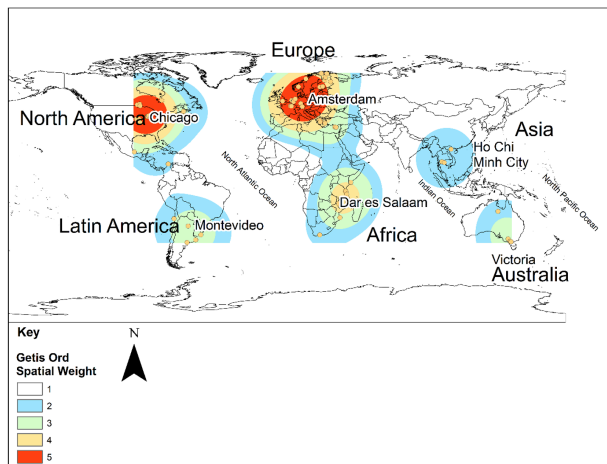 Europe
Amsterdam
North America
Chicago
Asia
Ho Chi
Minh City
North Atlantic Ocean
Indian Ocean
North Pacific Ocean
Dar es Salaam
Latin America
Montevideo
Africa
Victoria
Australia
Key
N
Getis Ord
Spatial Weight
1
2
3
4
5